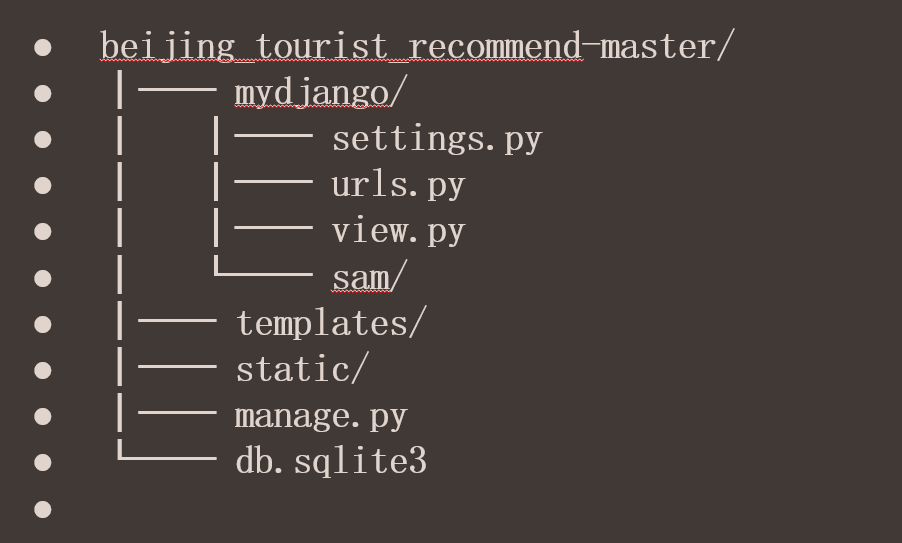 ● beijing_tourist_recommend-master/
● ├── mydjango/
● │   ├── settings.py
● │   ├── urls.py
● │   ├── view.py
● │   └── sam/
● ├── templates/
● ├── static/
● ├── manage.py
● └── db.sqlite3
●